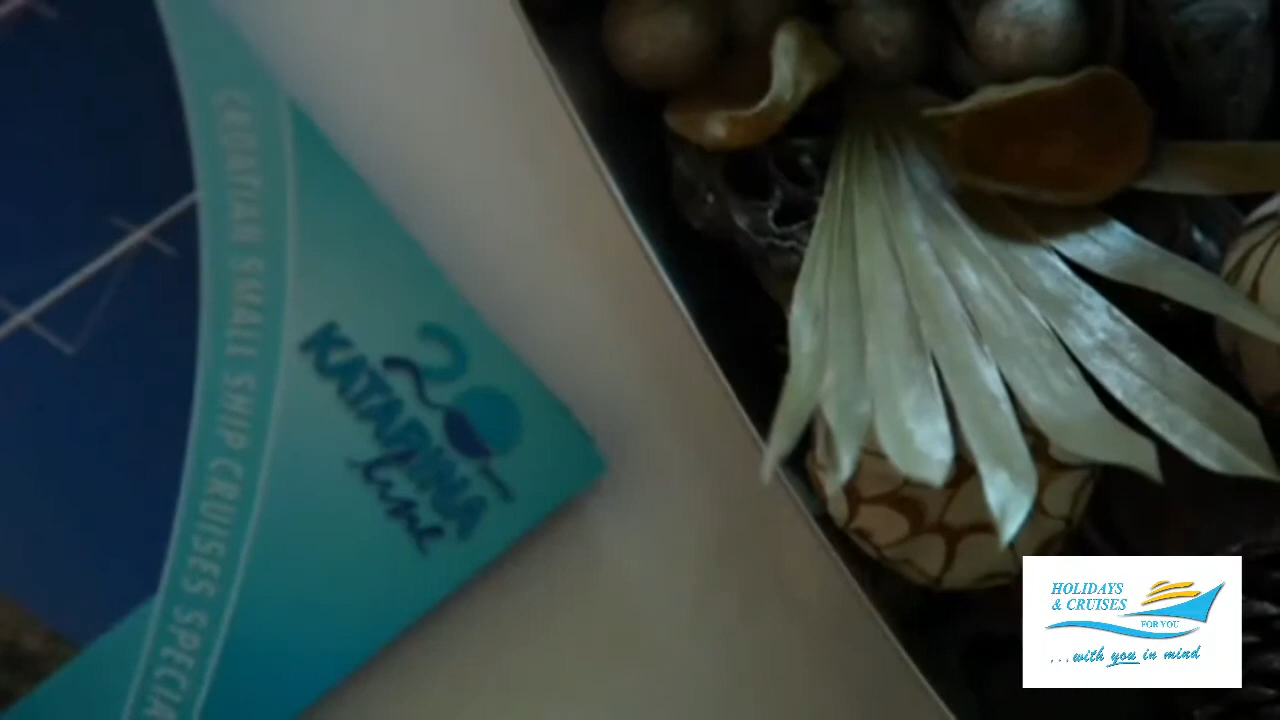 CROATIAN SMALL SHIP CRUISES SPECIA
20
KATARINA
line
HOLIDAYS
& CRUISES
FOR YOU
...with you in mind